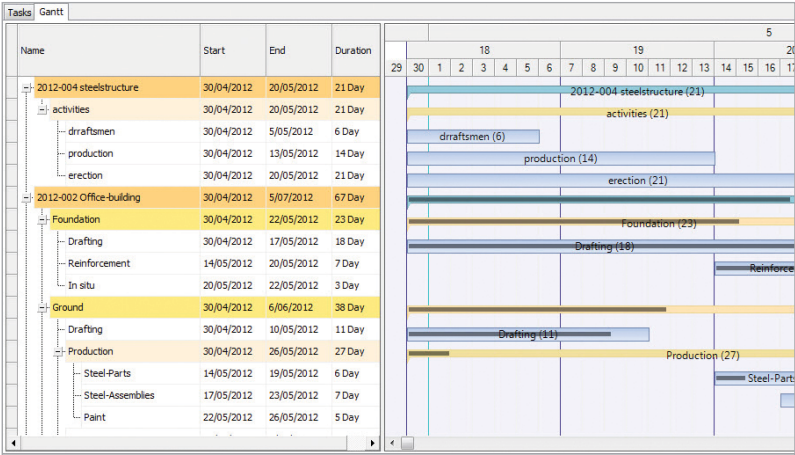 Tasks Gantt
Name Start End Duration
5
18 19 20
29 30 1 2 3 4 5 6 7 8 9 10 11 12 13 14 15 16 17
2012-004 steelstructure 30/04/2012 20/05/2012 21 Day 2012-004 steelstructure (21)
activities 30/04/2012 20/05/2012 21 Day activities (21)
drraftsmen 30/04/2012 5/05/2012 6 Day drraftsmen (6)
production 30/04/2012 13/05/2012 14 Day production (14)
erection 30/04/2012 20/05/2012 21 Day erection (21)
2012-002 Office-building 30/04/2012 5/07/2012 67 Day
Foundation 30/04/2012 22/05/2012 23 Day Foundation (23)
Drafting 30/04/2012 17/05/2012 18 Day Drafting (18)
Reinforcement 14/05/2012 20/05/2012 7 Day Reinforce
In situ 20/05/2012 22/05/2012 3 Day
Ground 30/04/2012 6/06/2012 38 Day
Drafting 30/04/2012 10/05/2012 11 Day Drafting (11)
Production 30/04/2012 26/05/2012 27 Day Production (27)
Steel-Parts 14/05/2012 19/05/2012 6 Day Steel-Part
Steel-Assemblies 17/05/2012 23/05/2012 7 Day
Paint 22/05/2012 26/05/2012 5 Day